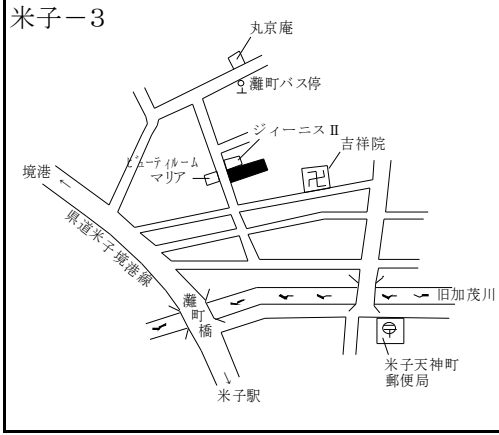 米子－3
丸京庵
灘町バス停
ジィーニスⅡ
吉祥院
ビューティルーム
マリア
境港
←
県道米子境港線
灘町橋
旧加茂川
米子天神町
郵便局
→
米子駅